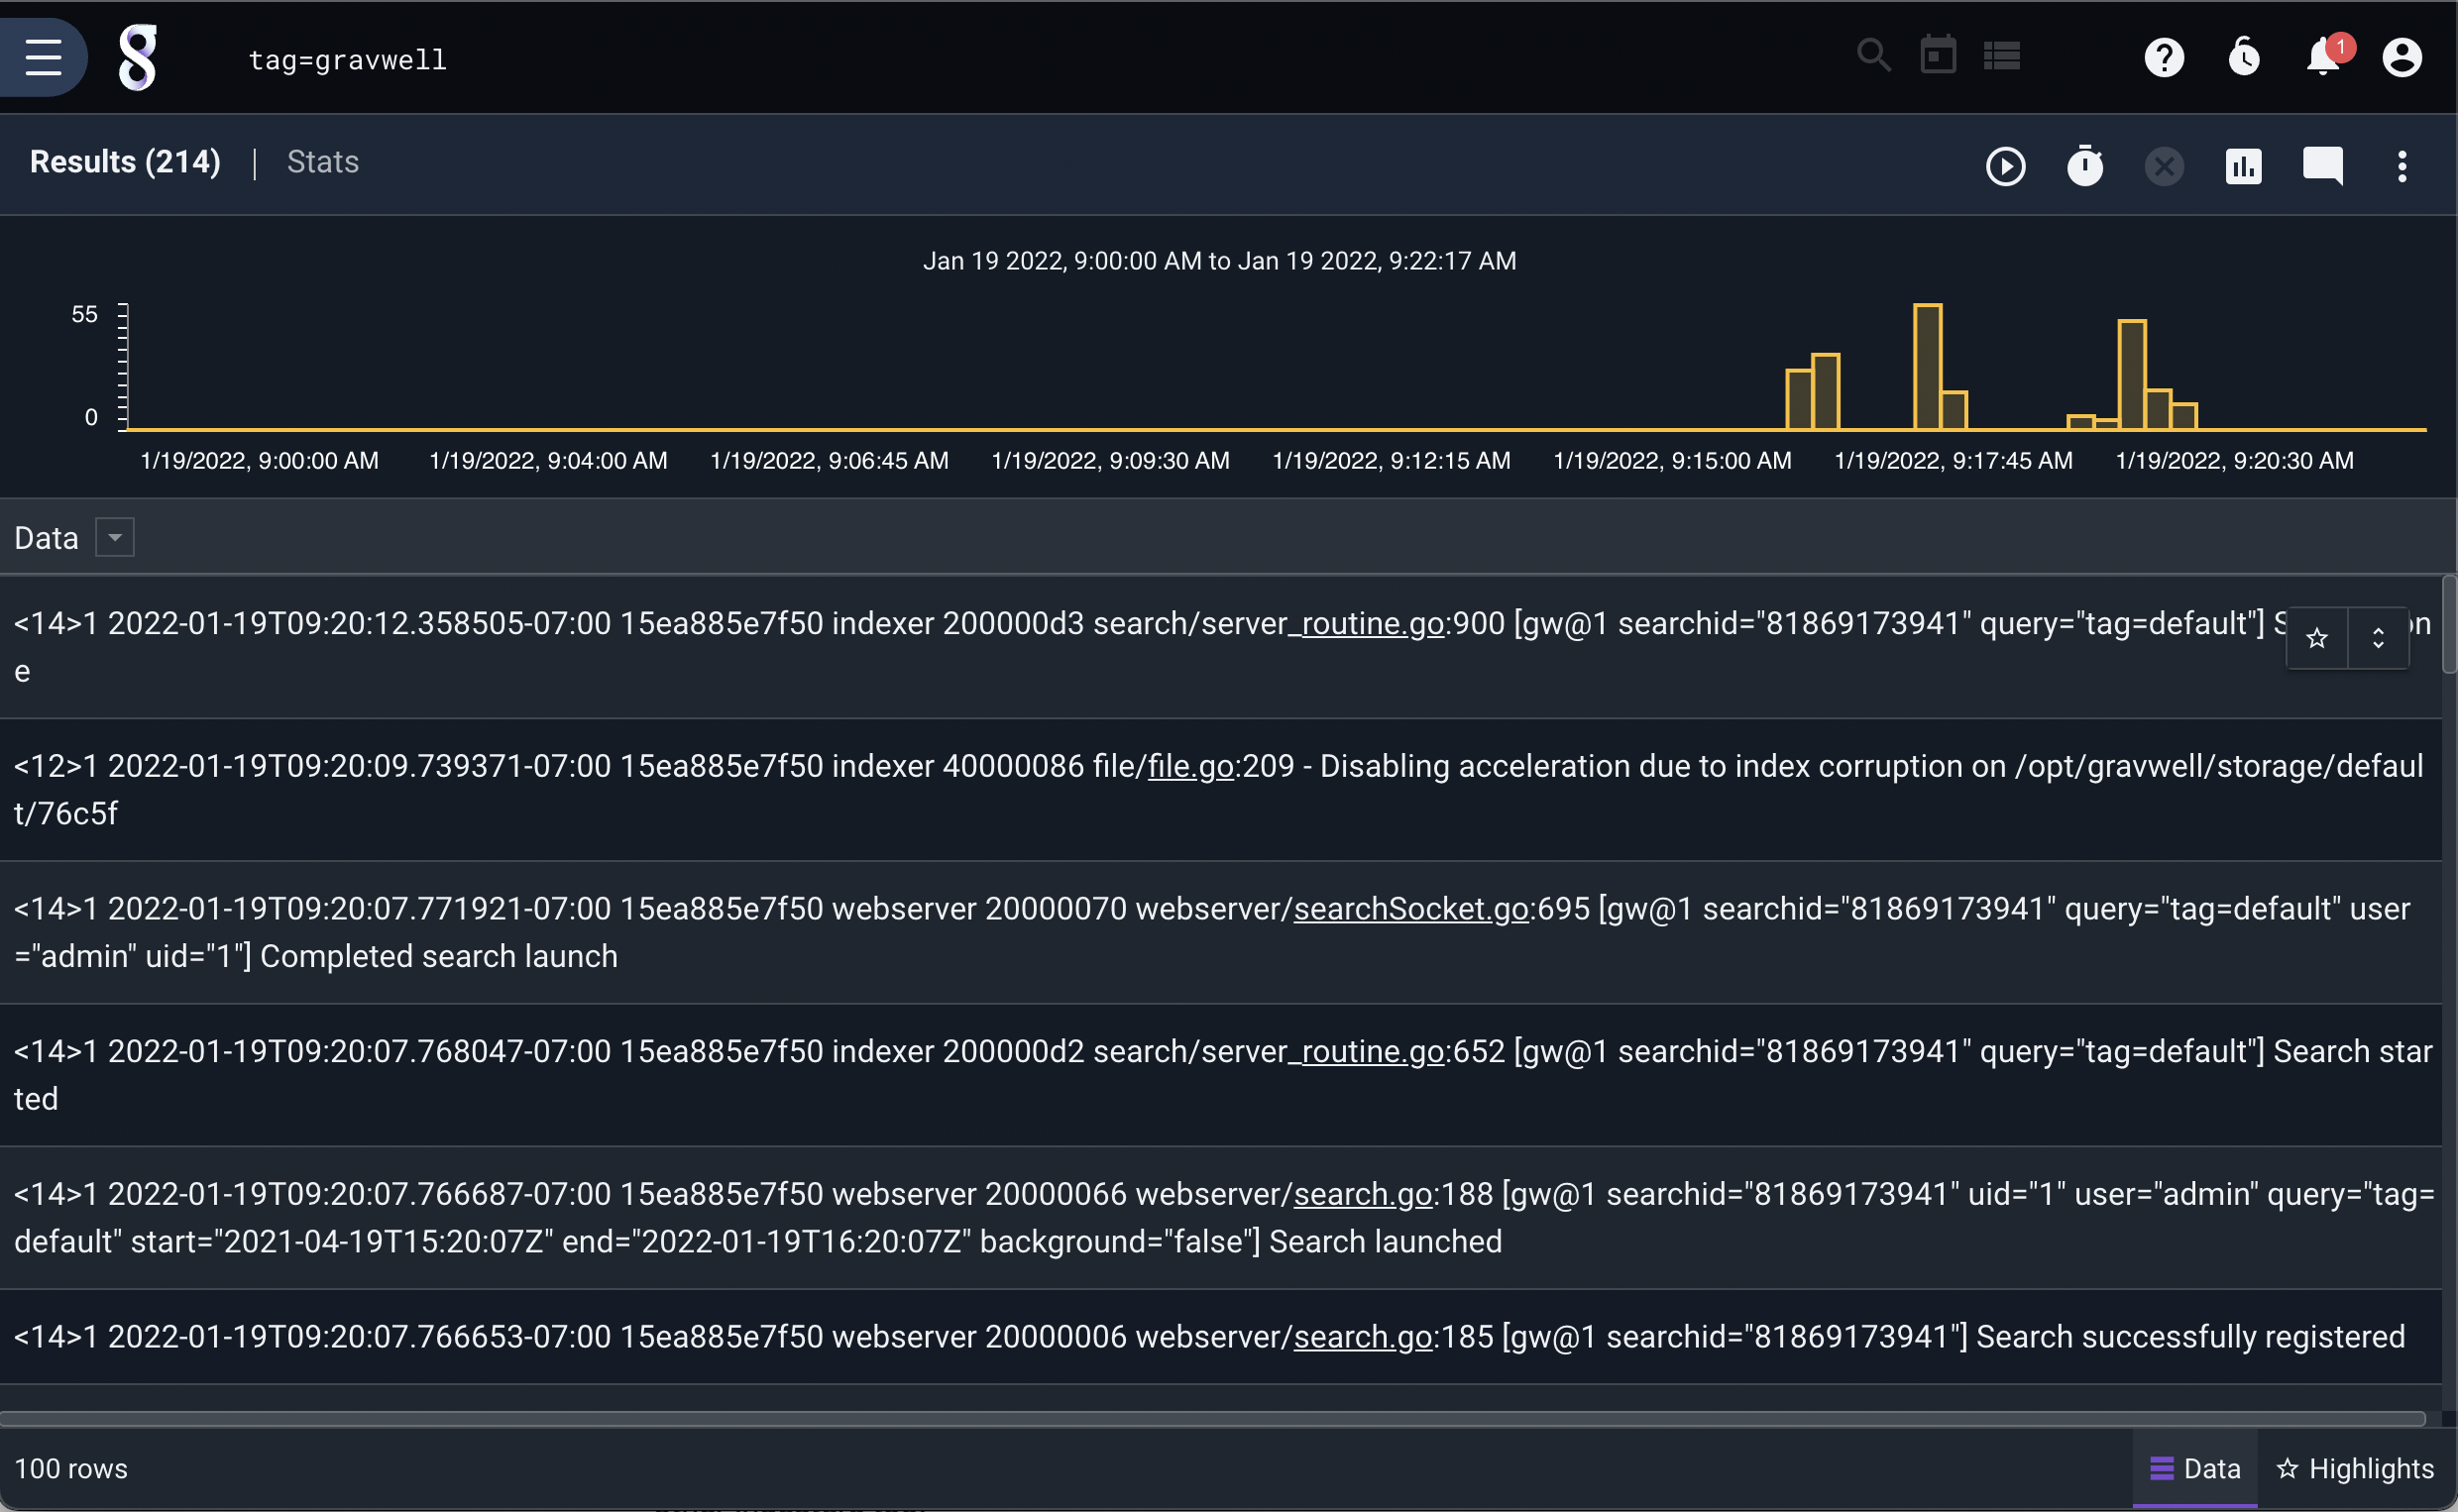 tag=gravwell
1
Results (214) | Stats
Jan 19 2022, 9:00:00 AM to Jan 19 2022, 9:22:17 AM
55
0
1/19/2022, 9:00:00 AM 1/19/2022, 9:04:00 AM 1/19/2022, 9:06:45 AM 1/19/2022, 9:09:30 AM 1/19/2022, 9:12:15 AM 1/19/2022, 9:15:00 AM 1/19/2022, 9:17:45 AM 1/19/2022, 9:20:30 AM
Data
<14>1 2022-01-19T09:20:12.358505-07:00 15ea885e7f50 indexer 200000d3 search/server_routine.go:900 [gw@1 searchid="81869173941" query="tag=default"]
e
<12>1 2022-01-19T09:20:09.739371-07:00 15ea885e7f50 indexer 40000086 file/file.go:209 - Disabling acceleration due to index corruption on /opt/gravwell/storage/defaul
t/76c5f
<14>1 2022-01-19T09:20:07.771921-07:00 15ea885e7f50 webserver 20000070 webserver/searchSocket.go:695 [gw@1 searchid="81869173941" query="tag=default" user
="admin" uid="1"] Completed search launch
<14>1 2022-01-19T09:20:07.768047-07:00 15ea885e7f50 indexer 200000d2 search/server_routine.go:652 [gw@1 searchid="81869173941" query="tag=default"] Search star
ted
<14>1 2022-01-19T09:20:07.766687-07:00 15ea885e7f50 webserver 20000066 webserver/search.go:188 [gw@1 searchid="81869173941" uid="1" user="admin" query="tag=
default" start="2021-04-19T15:20:07Z" end="2022-01-19T16:20:07Z" background="false"] Search launched
<14>1 2022-01-19T09:20:07.766653-07:00 15ea885e7f50 webserver 20000006 webserver/search.go:185 [gw@1 searchid="81869173941"] Search successfully registered
100 rows
Data
Highlights